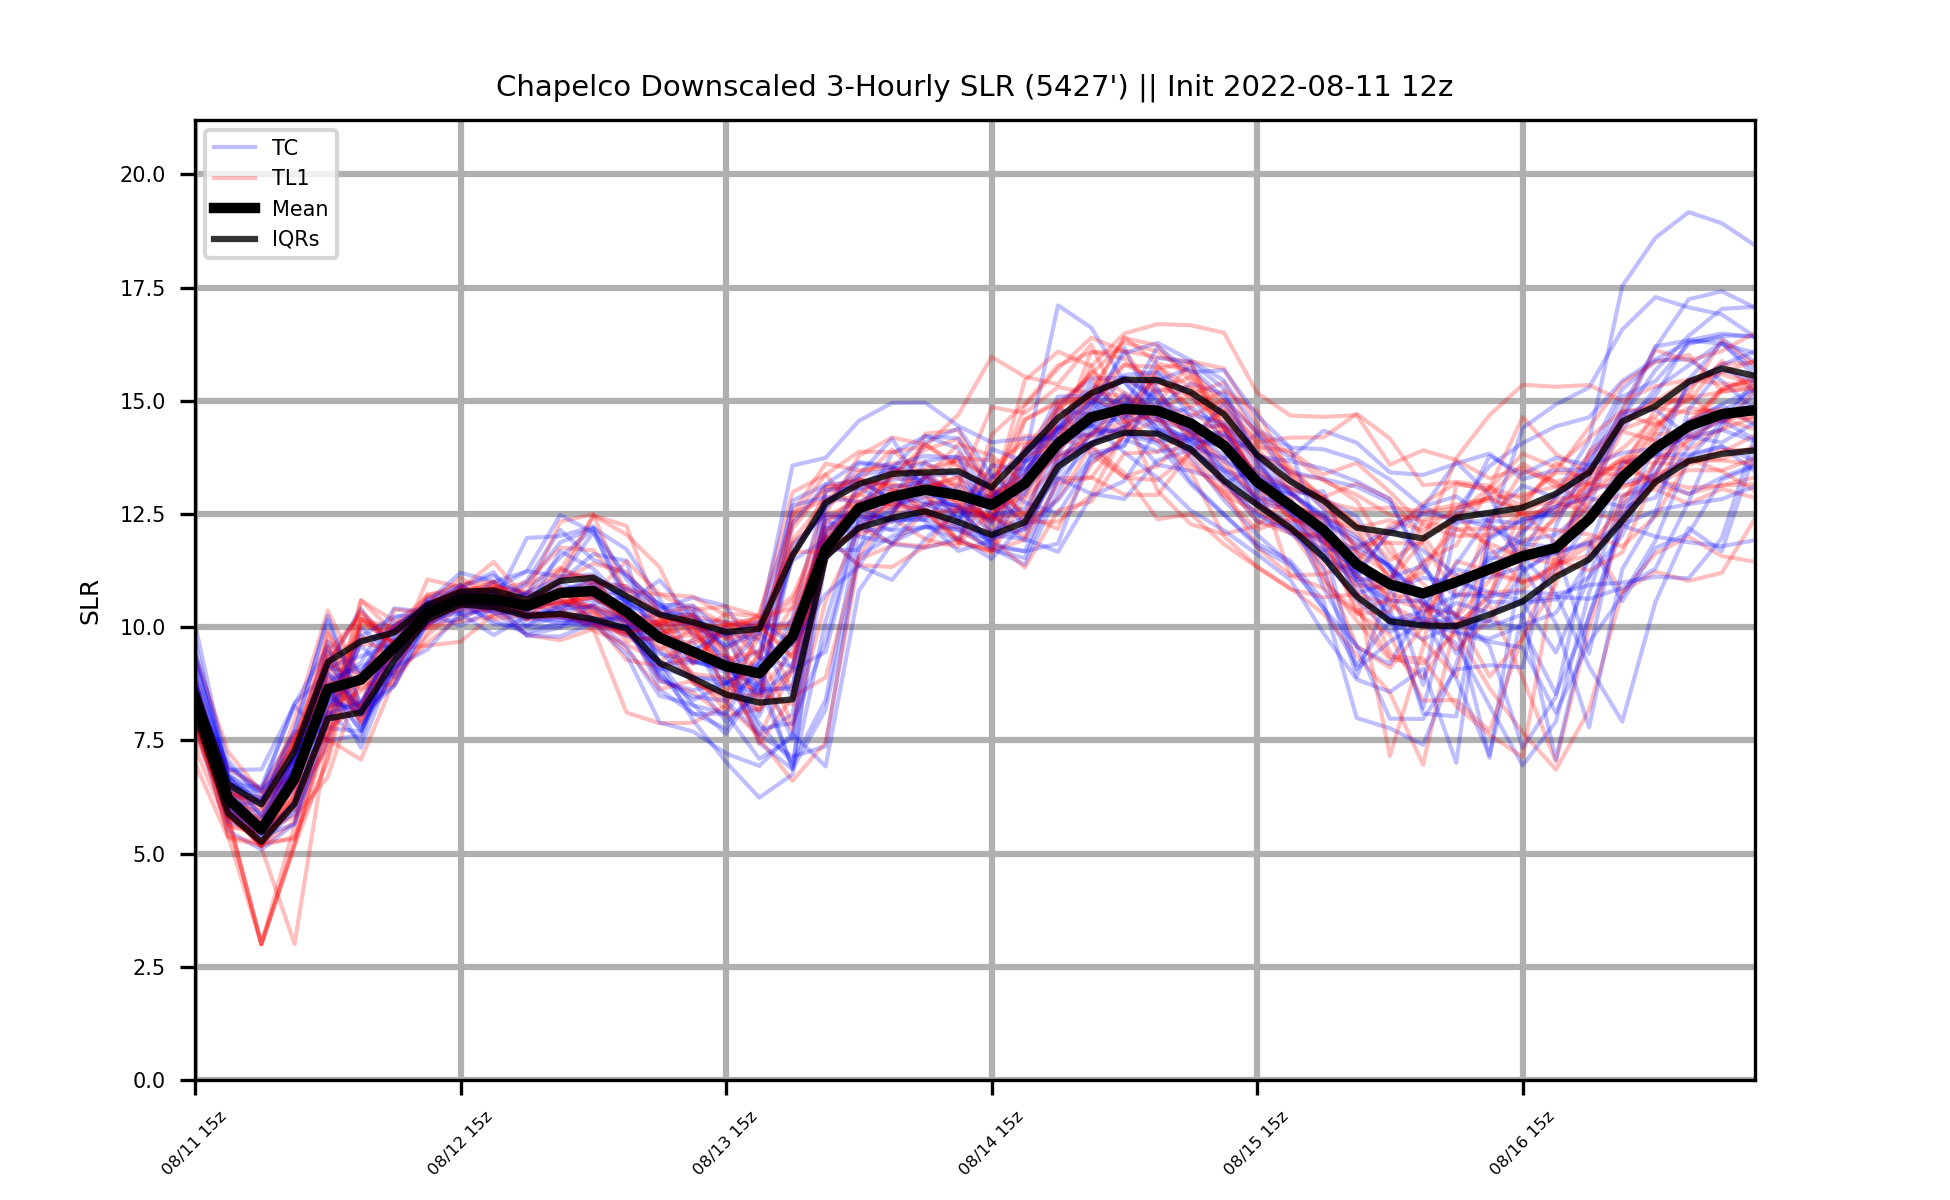 Chapelco Downscaled 3-Hourly SLR (5427') || Init 2022-08-11 12z
TC
TL1
Mean
IQRs
SLR
20.0
17.5
15.0
12.5
10.0
7.5
5.0
2.5
0.0
08/11 15z
08/12 15z
08/13 15z
08/14 15z
08/15 15z
08/16 15z